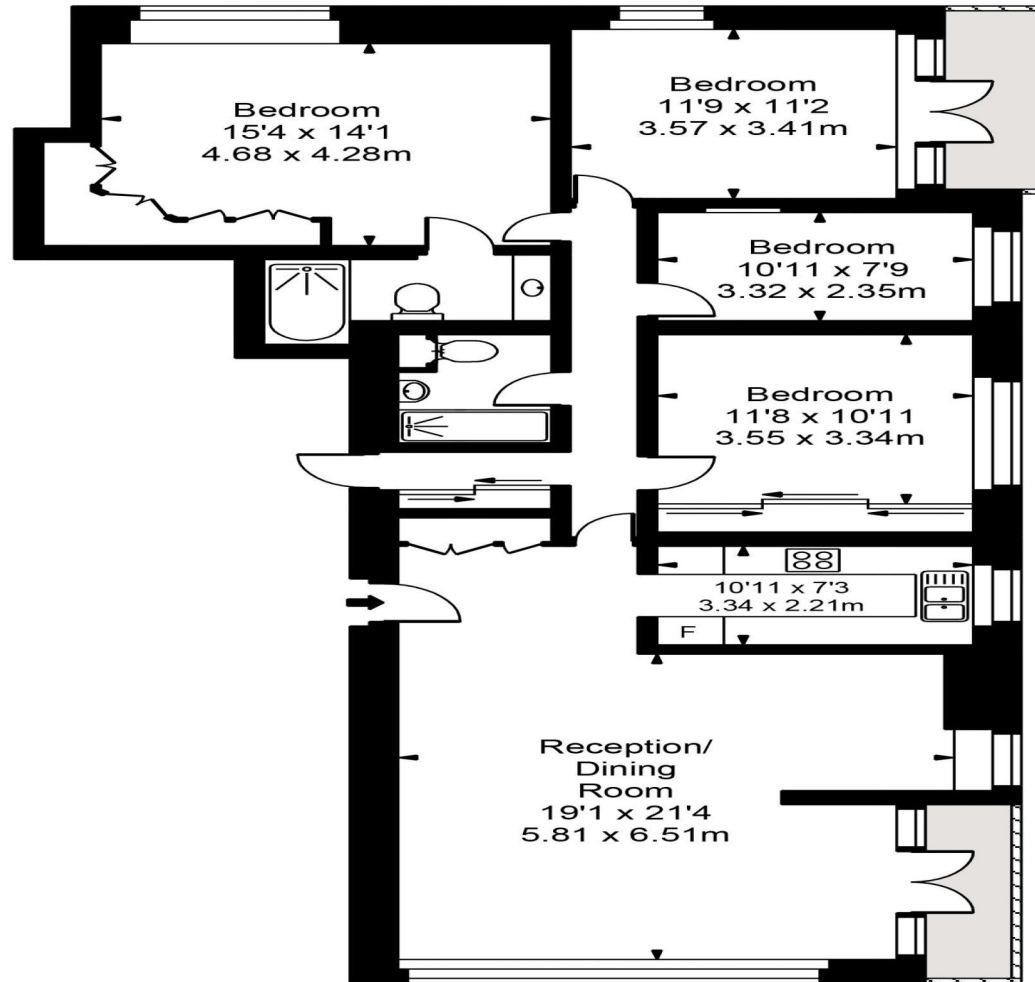 Bedroom
15'4 x 14'1
4.68 x 4.28m
Bedroom
11'9 x 11'2
3.57 x 3.41m
Bedroom
10'11 x 7'9
3.32 x 2.35m
Bedroom
11'8 x 10'11
3.55 x 3.34m
10'11 x 7'3
3.34 x 2.21m
F
Reception/
Dining
Room
19'1 x 21'4
5.81 x 6.51m